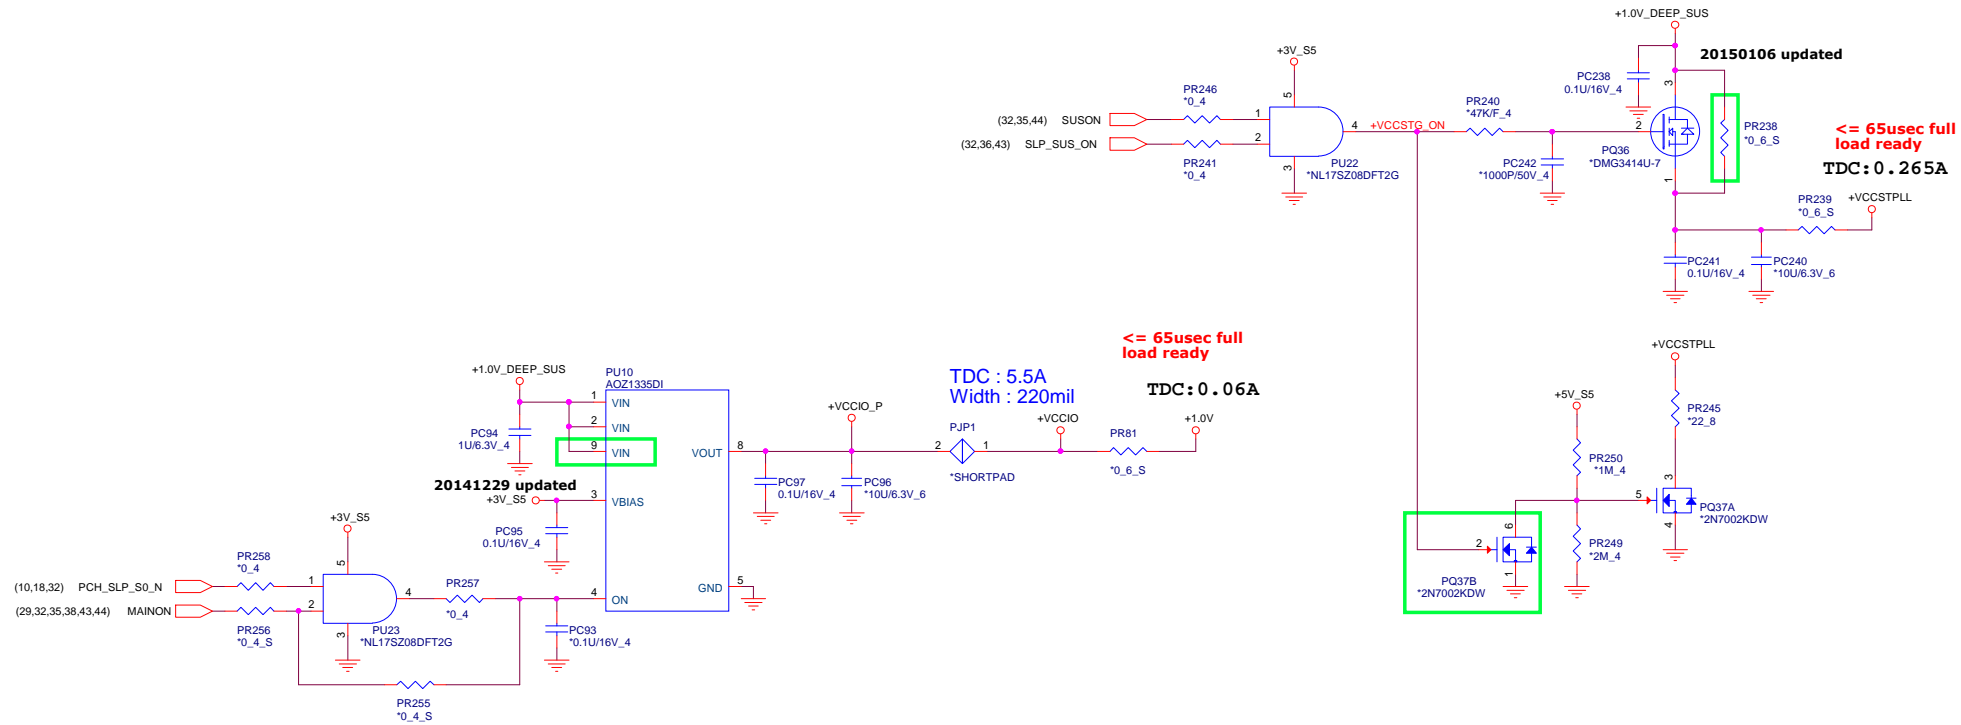 +1.0V_DEEP_SUS
20150106 updated
PC238
0.1U/16V_4
3
2
1
PQ36
*DMG3414U-7
PR238
*0_6_S
<= 65usec full
load ready
TDC:0.265A
PR239
*0_6_S
+VCCSTPLL
PC241
0.1U/16V_4
PC240
*10U/6.3V_6
+3V_S5
PR246
*0_4
(32,35,44) SUSON
(32,36,43) SLP_SUS_ON
PR241
*0_4
5
1
2
3
4
PU22
*NL17SZ08DFT2G
+VCCSTG_ON
PR240
*47K/F_4
PC242
*1000P/50V_4
+1.0V_DEEP_SUS
PC94
1U/6.3V_4
PU10
AOZ1335DI
1 VIN
2 VIN
9 VIN
VOUT 8
20141229 updated
+3V_S5
3 VBIAS
PC95
0.1U/16V_4
4 ON
GND 5
+VCCIO_P
PC97
0.1U/16V_4
PC96
*10U/6.3V_6
TDC : 5.5A
Width : 220mil
2 PJP1 1
*SHORTPAD
+VCCIO
<= 65usec full
load ready
TDC:0.06A
+1.0V
PR81
*0_6_S
+3V_S5
PR258
*0_4
(10,18,32) PCH_SLP_S0_N
(29,32,35,38,43,44) MAINON
PR256
*0_4_S
5
1
2
3
4
PU23
*NL17SZ08DFT2G
PR257
*0_4
PC93
*0.1U/16V_4
PR255
*0_4_S
+VCCSTPLL
PR245
*22_8
+5V_S5
PR250
*1M_4
PR249
*2M_4
3
5
4
PQ37A
*2N7002KDW
6
2
1
PQ37B
*2N7002KDW